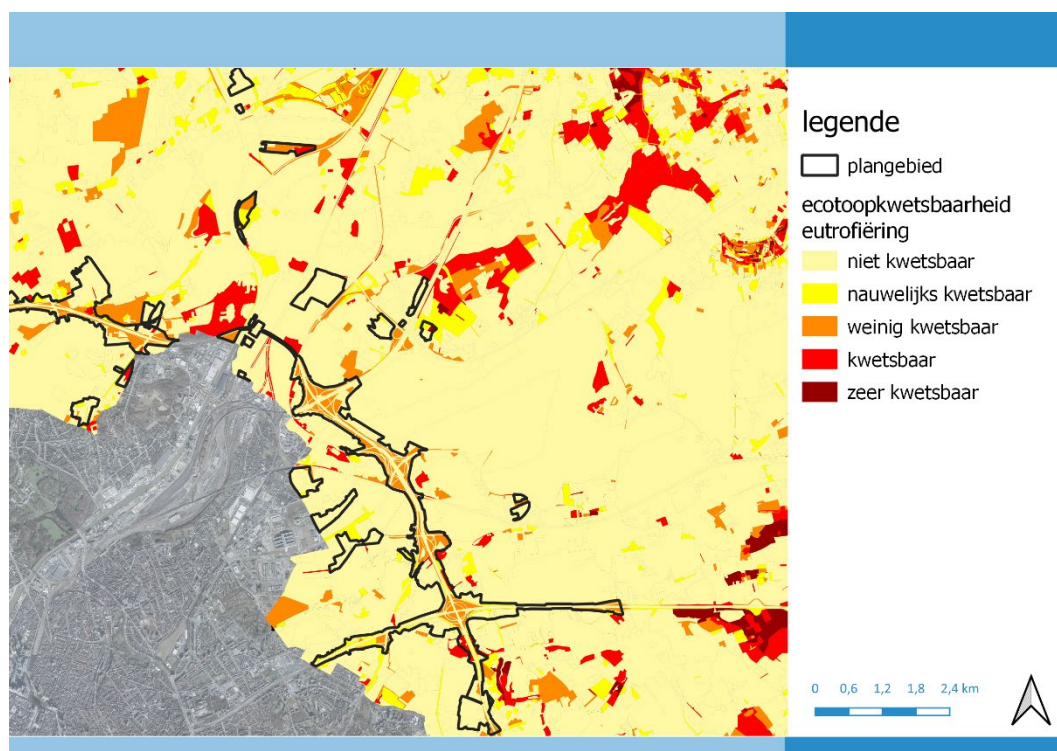 legende
plangebied
ecotoopkwetsbaarheid
eutrofiëring
niet kwetsbaar
nauwelijks kwetsbaar
weinig kwetsbaar
kwetsbaar
zeer kwetsbaar
0 0,6 1,2 1,8 2,4 km